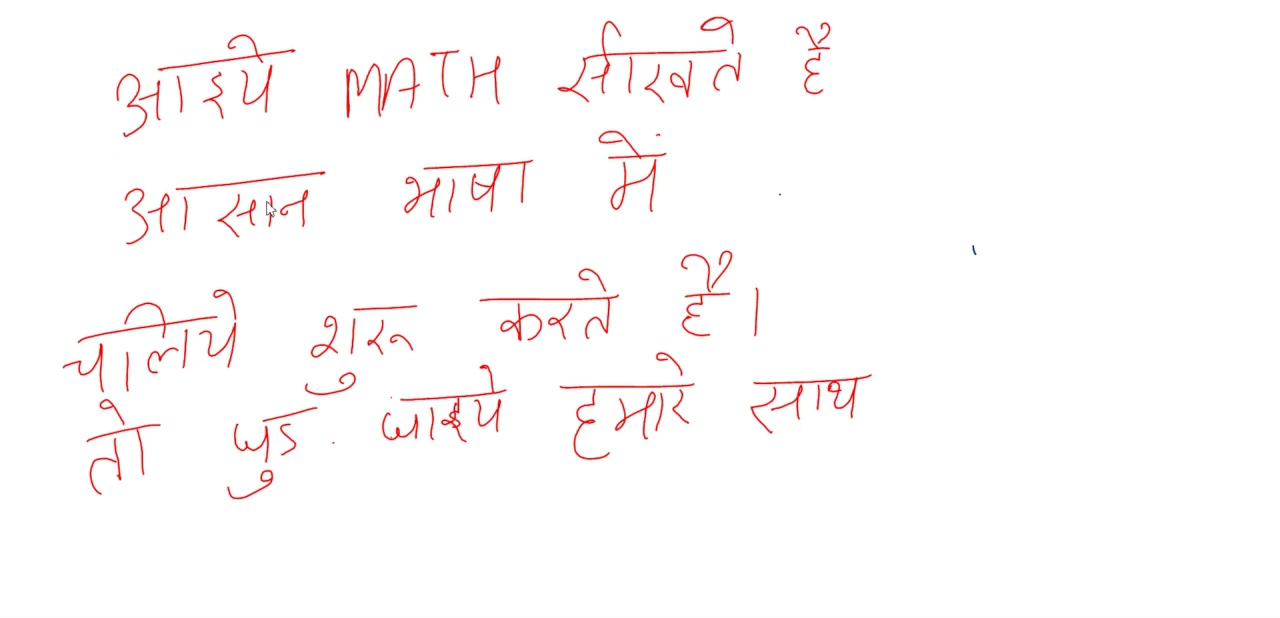 आइये MATH सीखते है
आसान भाषा में
चलिये शुरू करते है।
तो जुड जाइये हमारे साथ